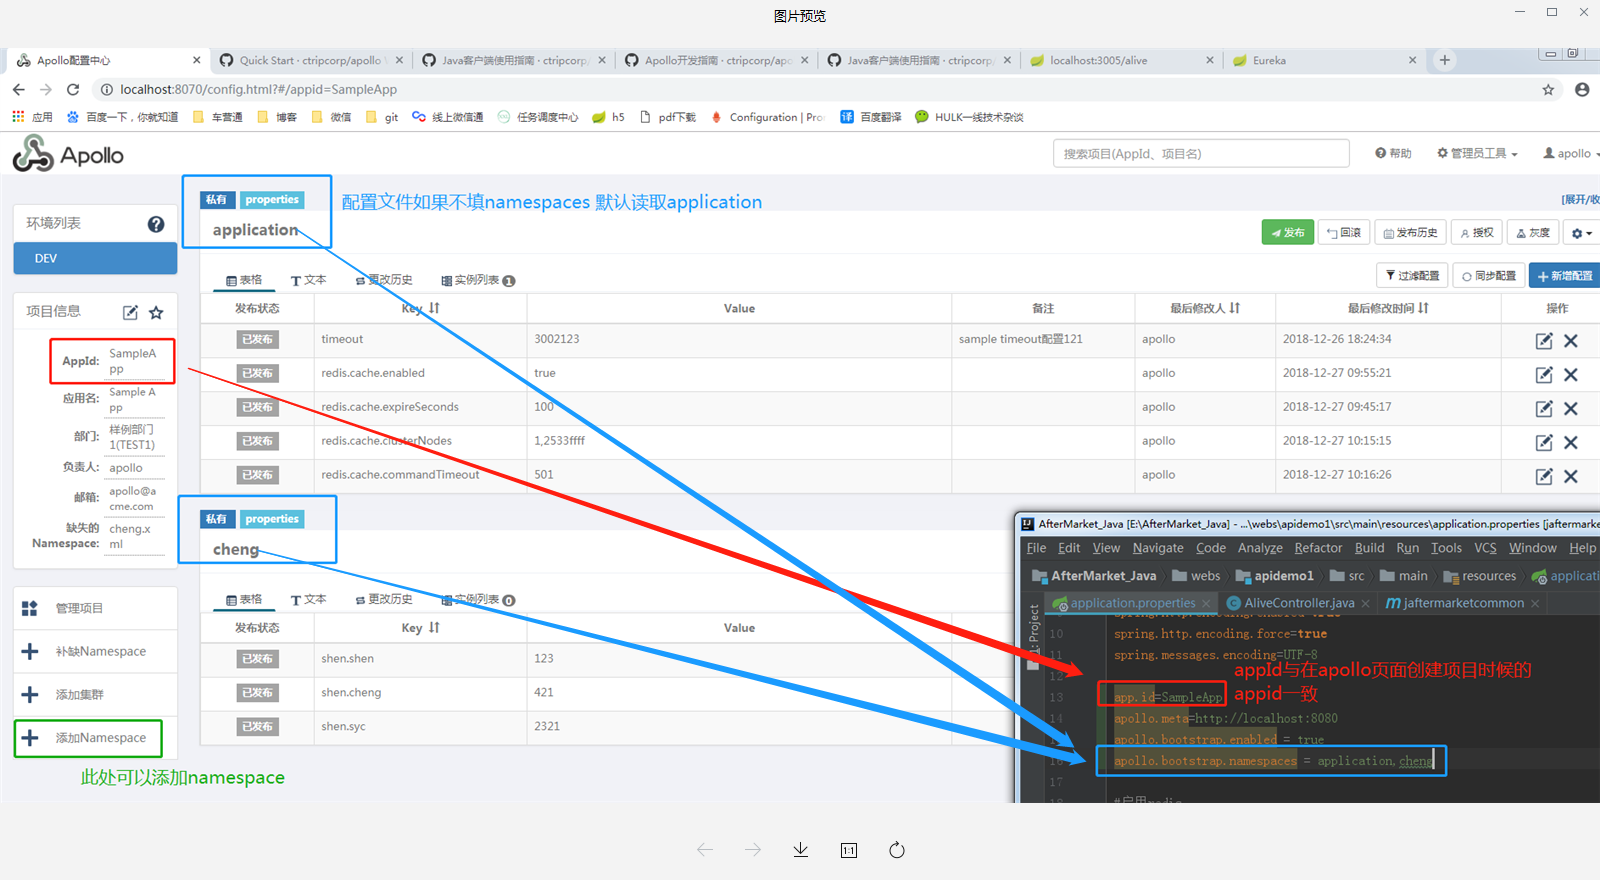 图片预览
Apollo配置中心
Quick Start · ctripcorp/apollo
Java客户端使用指南 · ctripcorp/
Apollo开发指南 · ctripcorp/apo
Java客户端使用指南 · ctripcorp/
localhost:3005/alive
Eureka
localhost:8070/config.html?#/appid=SampleApp
应用 百度一下，你就知道 车营通 博客 微信 git 线上微信通 任务调度中心 h5 pdf下载 Configuration | Pro 百度翻译 HULK一线技术杂谈
Apollo
搜索项目(AppId、项目名)
帮助 管理员工具 apollo
环境列表
DEV
项目信息
AppId: SampleA
pp
应用名: Sample A
pp
部门: 样例部门
1(TEST1)
负责人: apollo
邮箱: apollo@a
cme.com
缺失的 cheng.x
Namespace: ml
管理项目
补缺Namespace
添加集群
添加Namespace
此处可以添加namespace
私有 properties
配置文件如果不填namespaces 默认读取application
[展开/收
application
发布 回滚 发布历史 授权 灰度
表格 文本 更改历史 实例列表 1
过滤配置 同步配置 新增配置
发布状态 Key Value 备注 最后修改人 最后修改时间 操作
已发布 timeout 3002123 sample timeout配置121 apollo 2018-12-26 18:24:34
已发布 redis.cache.enabled true apollo 2018-12-27 09:55:21
已发布 redis.cache.expireSeconds 100 apollo 2018-12-27 09:45:17
已发布 redis.cache.clusterNodes 1,2533ffff apollo 2018-12-27 10:15:15
已发布 redis.cache.commandTimeout 501 apollo 2018-12-27 10:16:26
私有 properties
cheng
表格 文本 更改历史 实例列表 0
发布状态 Key Value
已发布 shen.shen 123
已发布 shen.cheng 421
已发布 shen.syc 2321
AfterMarket_Java [E:\AfterMarket_Java] - ...\webs\apidemo1\src\main\resources\application.properties [jaftermarke
File Edit View Navigate Code Analyze Refactor Build Run Tools VCS Window Help
AfterMarket_Java webs apidemo1 src main resources applicati
application.properties AliveController.java jaftermarketcommon
1: Project
10 spring.http.encoding.force=true
11 spring.messages.encoding=UTF-8
12
13 app.id=SampleApp
14 apollo.meta=http://localhost:8080
apollo.bootstrap.enabled = true
16 apollo.bootstrap.namespaces = application,cheng
17
appId与在apollo页面创建项目时候的
appid一致
1:1